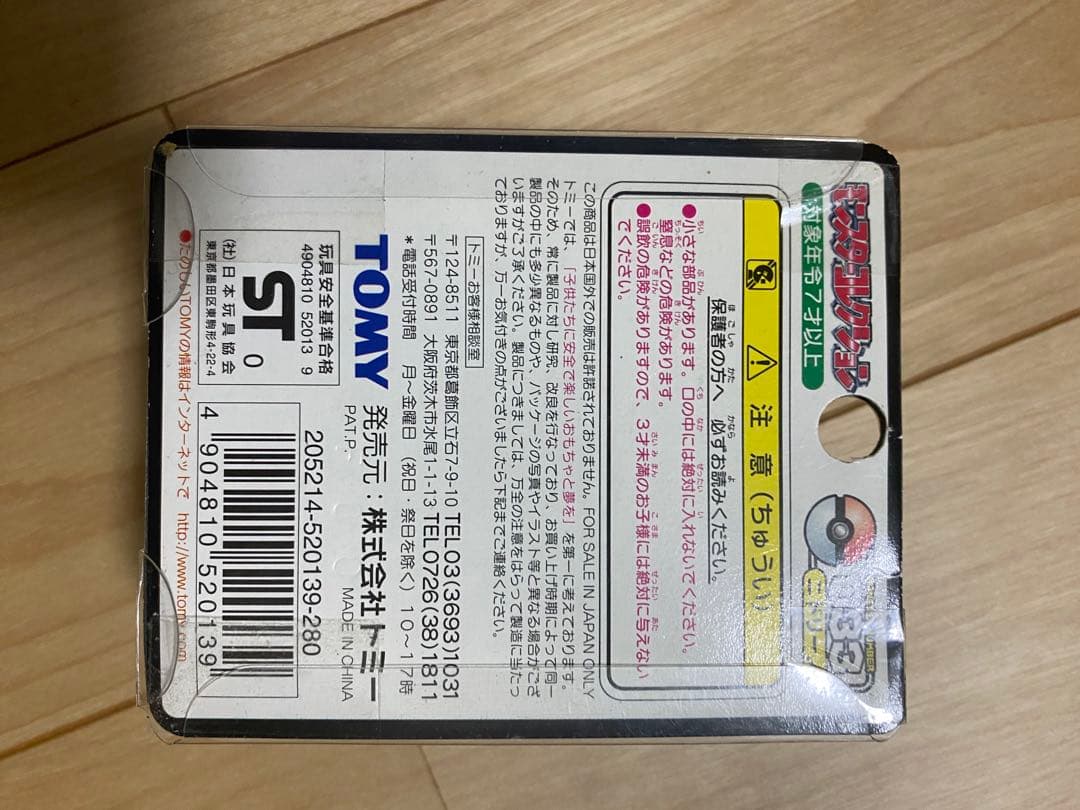 モンスターコレクション
対象年令7才以上
ニドリーノ
注 意(ちゅうい)
保護者の方へ 必ずお読みください。
●小さな部品があります。口の中には絶対に入れないでください。
窒息などの危険があります。
●誤飲の危険がありますので、3才未満のお子様には絶対に与えない
でください。
この商品は日本国外での販売は許諾されておりません。FOR SALE IN JAPAN ONLY
トミーでは、「子供たちに安全で楽しいおもちゃと夢を」を第一に考えております。
そのため、常に製品に対し研究、改良を行なっており、お買い上げ時期によって同一
製品の中にも多少異なるものや、パッケージの写真やイラスト等と異なる場合がござ
いますがご了承ください。製品につきましては、万全の注意をはらって製造に当たっ
ておりますが、万一お気付きの点がございましたら下記までご連絡ください。
トミーお客様相談室
〒124-8511 東京都葛飾区立石7-9-10 TEL03(3693)1031
〒567-0891 大阪府茨木市水尾1-1-13 TEL0726(38)1811
*電話受付時間 月〜金曜日 (祝日・祭日を除く) 10〜17時
TOMY 発売元:株式会社トミー
PAT.P. MADE IN CHINA
玩具安全基準合格
4904810 52013 9
ST 0
(社)日本玩具協会
東京都墨田区東駒形4-22-4
205214-520139-280
4 904810 520139
●たのしいTOMYの情報はインターネットで http://www.tomy.com